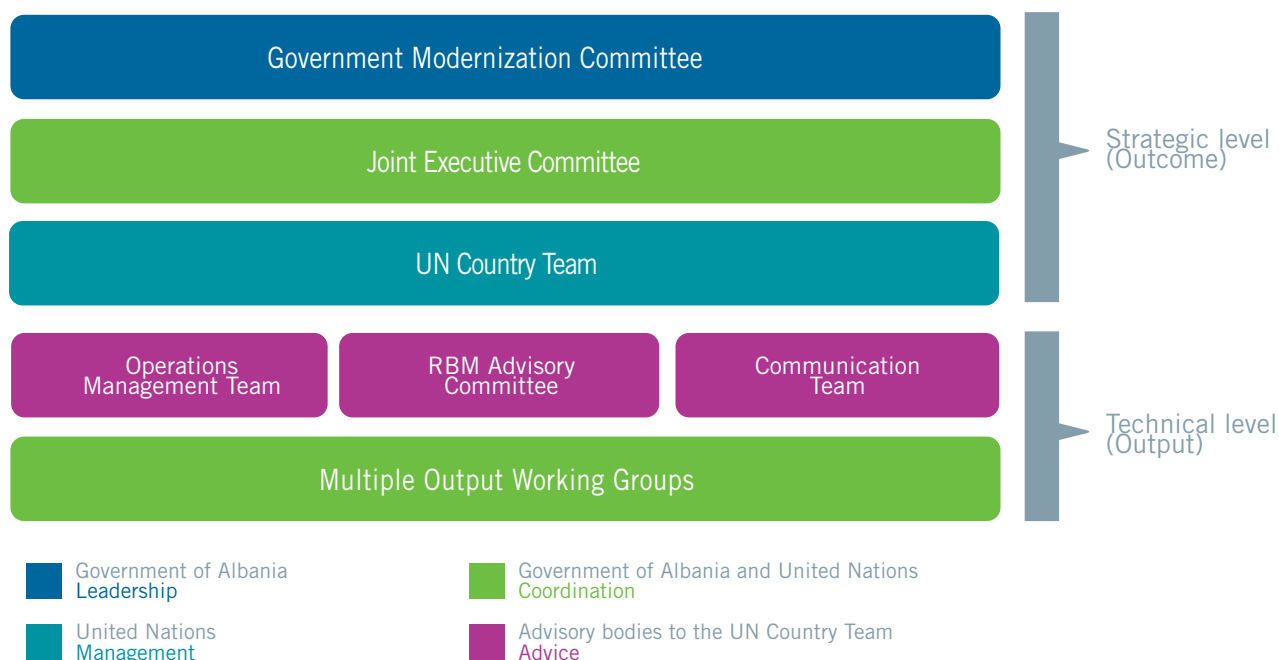 Government Modernization Committee
Joint Executive Committee
UN Country Team
Strategic level
(Outcome)
Operations
Management Team
RBM Advisory
Committee
Communication
Team
Multiple Output Working Groups
Technical level
(Output)
Government of Albania
Leadership
Government of Albania and United Nations
Coordination
United Nations
Management
Advisory bodies to the UN Country Team
Advice